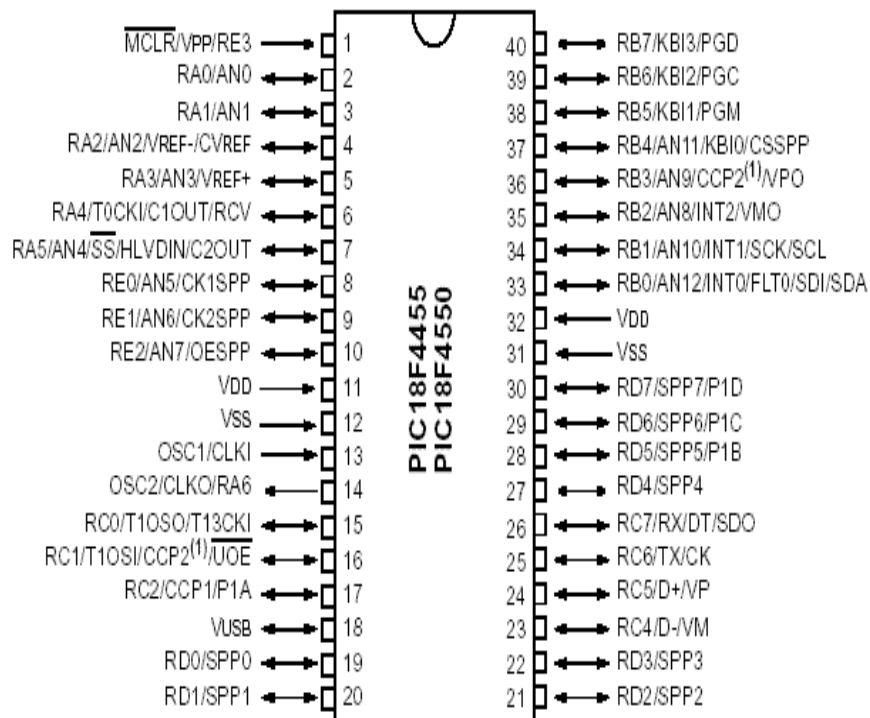 MCLR/VPP/RE3 1
RA0/AN0 2
RA1/AN1 3
RA2/AN2/VREF-/CVREF 4
RA3/AN3/VREF+ 5
RA4/T0CKI/C1OUT/RCV 6
RA5/AN4/SS/HLVDIN/C2OUT 7
RE0/AN5/CK1SPP 8
RE1/AN6/CK2SPP 9
RE2/AN7/OESPP 10
VDD 11
VSS 12
OSC1/CLKI 13
OSC2/CLKO/RA6 14
RC0/T1OSO/T13CKI 15
RC1/T1OSI/CCP2(1)/UOE 16
RC2/CCP1/P1A 17
VUSB 18
RD0/SPP0 19
RD1/SPP1 20
PIC18F4455
PIC18F4550
40 RB7/KBI3/PGD
39 RB6/KBI2/PGC
38 RB5/KBI1/PGM
37 RB4/AN11/KBI0/CSSPP
36 RB3/AN9/CCP2(1)/VPO
35 RB2/AN8/INT2/VMO
34 RB1/AN10/INT1/SCK/SCL
33 RB0/AN12/INT0/FLT0/SDI/SDA
32 VDD
31 VSS
30 RD7/SPP7/P1D
29 RD6/SPP6/P1C
28 RD5/SPP5/P1B
27 RD4/SPP4
26 RC7/RX/DT/SDO
25 RC6/TX/CK
24 RC5/D+/VP
23 RC4/D-/VM
22 RD3/SPP3
21 RD2/SPP2